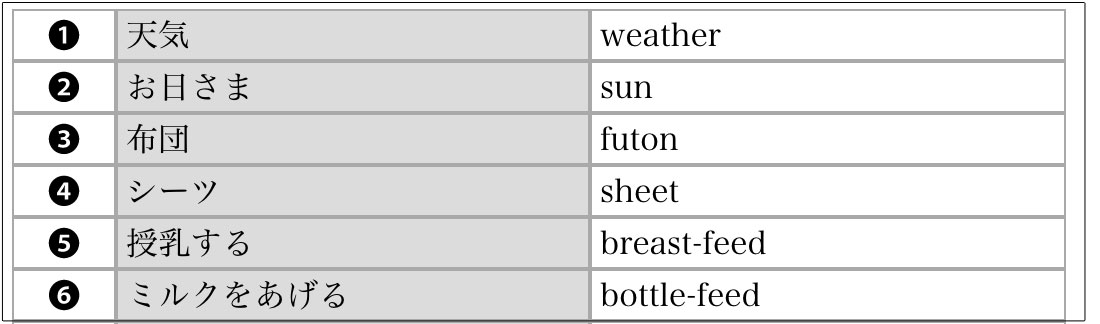 ❶ 天気 weather
❷ お日さま sun
❸ 布団 futon
❹ シーツ sheet
❺ 授乳する breast-feed
❻ ミルクをあげる bottle-feed